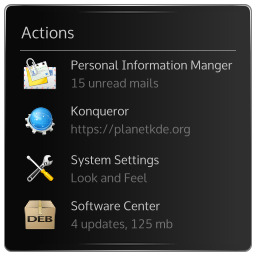 Actions
Personal Information Manger
15 unread mails
Konqueror
https://planetkde.org
System Settings
Look and Feel
Software Center
DEB
4 updates, 125 mb